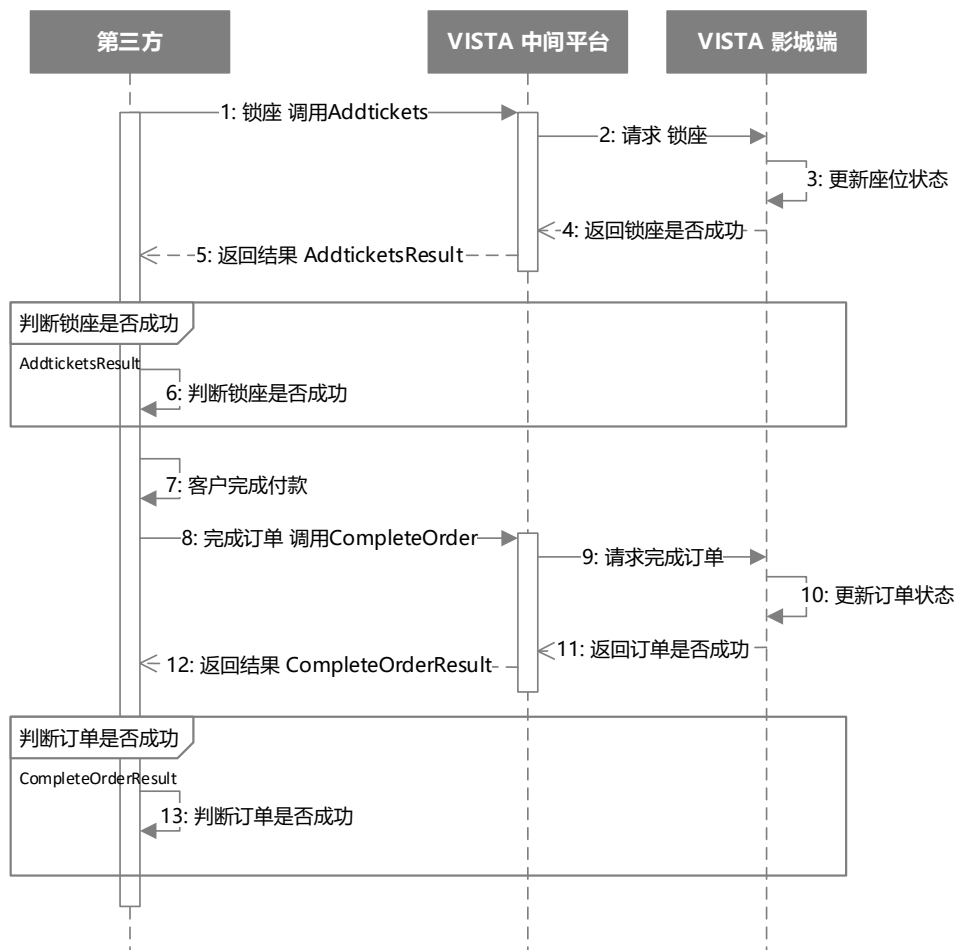 第三方
VISTA 中间平台
VISTA 影城端
1: 锁座 调用Addtickets
2: 请求 锁座
3: 更新座位状态
4: 返回锁座是否成功
5: 返回结果 AddticketsResult
判断锁座是否成功
AddticketsResult
6: 判断锁座是否成功
7: 客户完成付款
8: 完成订单 调用CompleteOrder
9: 请求完成订单
10: 更新订单状态
11: 返回订单是否成功
12: 返回结果 CompleteOrderResult
判断订单是否成功
CompleteOrderResult
13: 判断订单是否成功